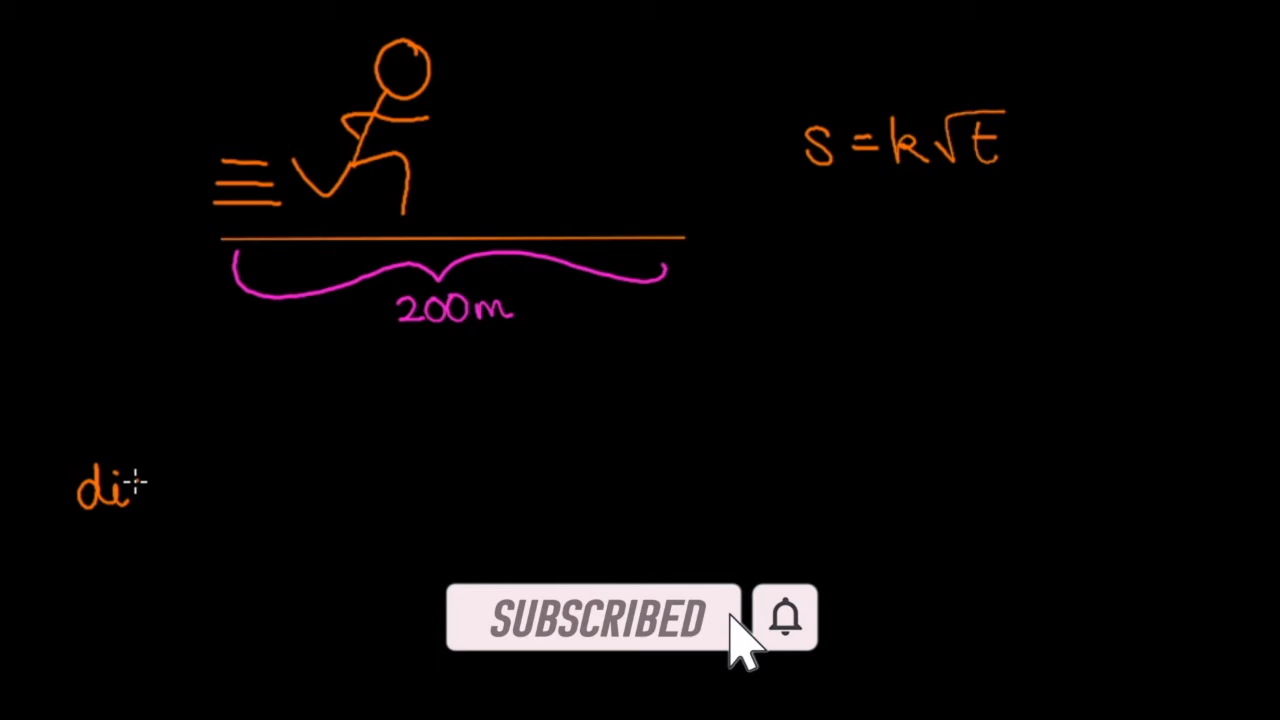 s = k√t
200m
di
SUBSCRIBED